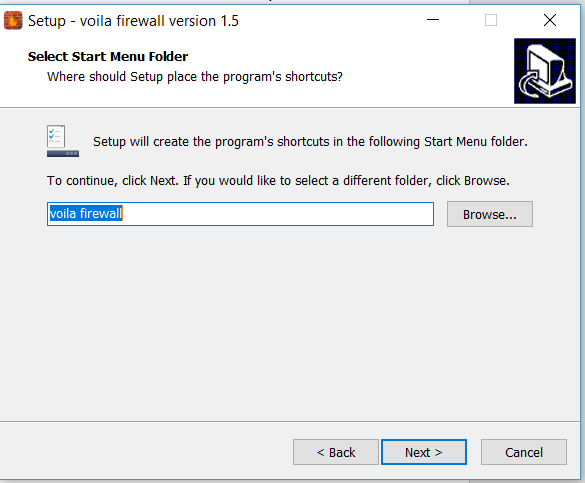 Setup - voila firewall version 1.5
Select Start Menu Folder
Where should Setup place the program's shortcuts?
Setup will create the program's shortcuts in the following Start Menu folder.
To continue, click Next. If you would like to select a different folder, click Browse.
voila firewall
Browse...
< Back
Next >
Cancel